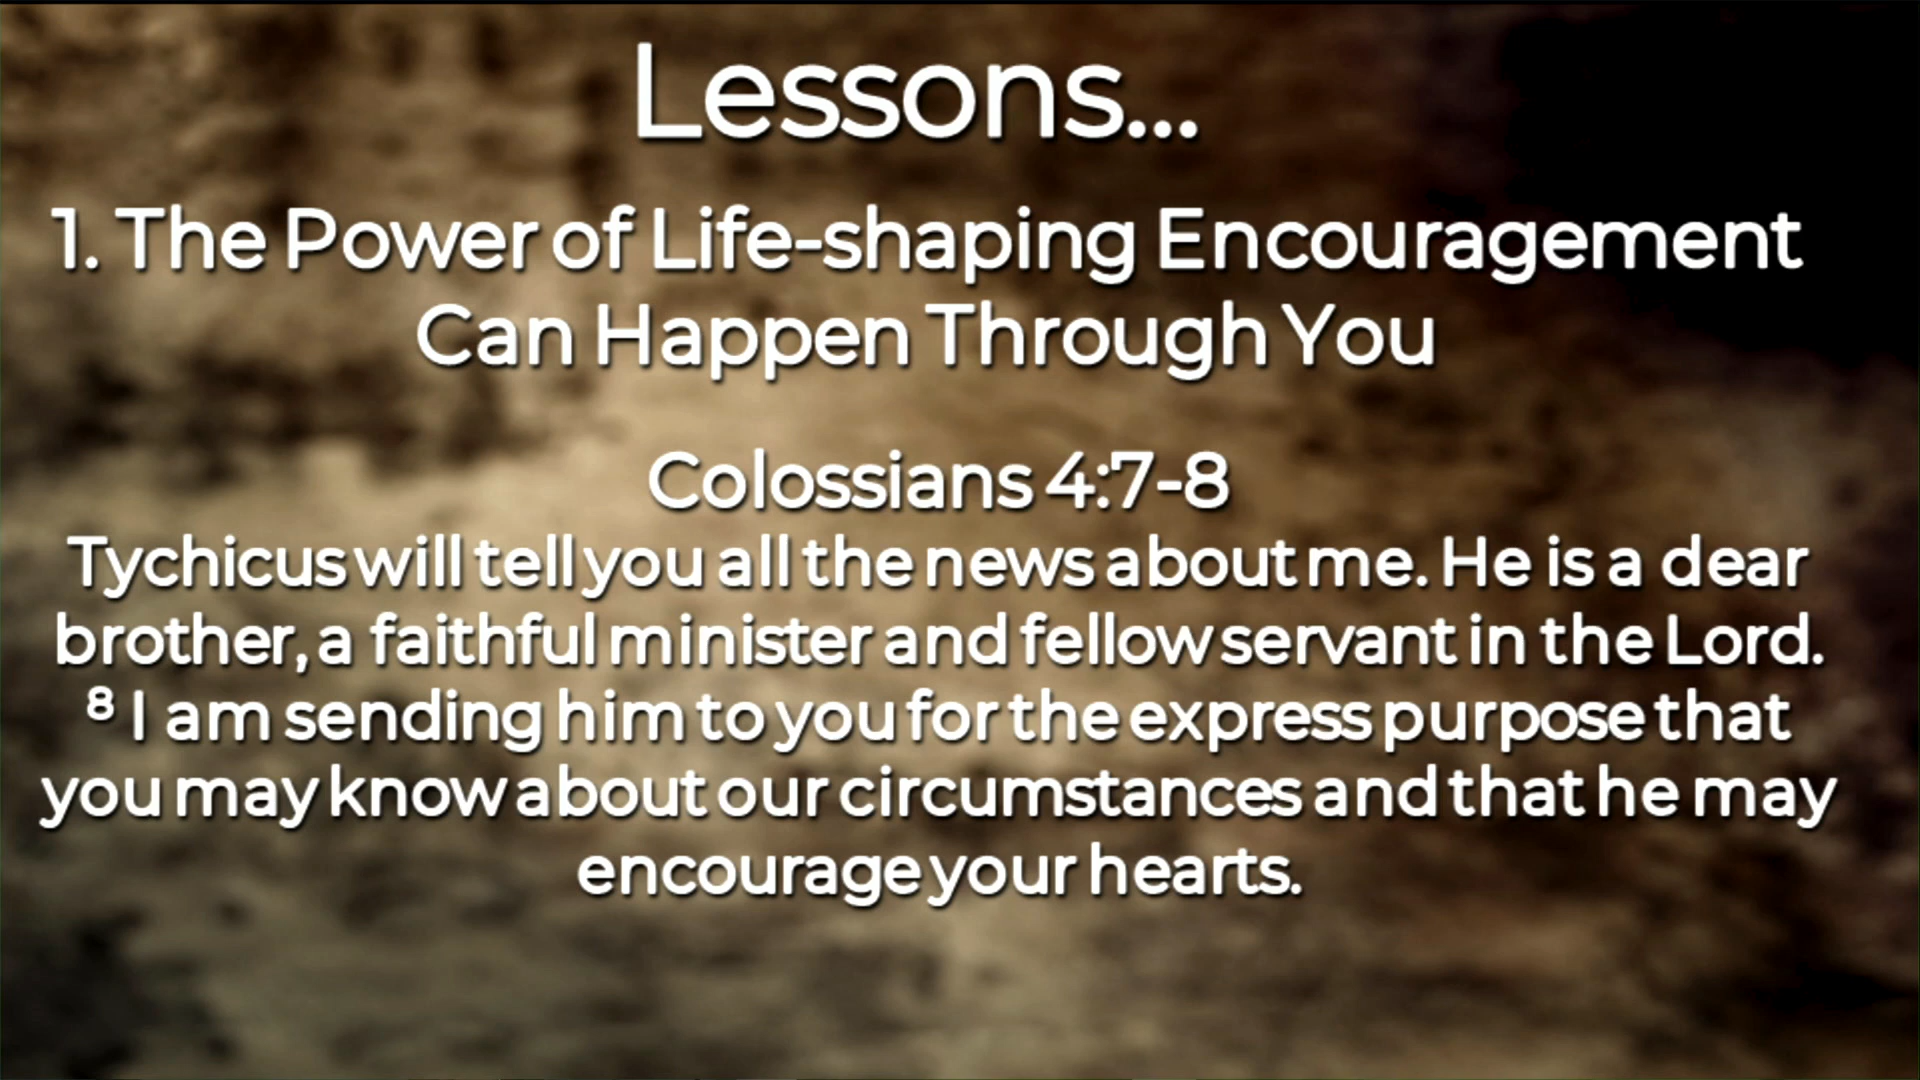 Lessons...
1. The Power of Life-shaping Encouragement
Can Happen Through You
Colossians 4:7-8
Tychicus will tell you all the news about me. He is a dear
brother, a faithful minister and fellow servant in the Lord.
⁸ I am sending him to you for the express purpose that
you may know about our circumstances and that he may
encourage your hearts.